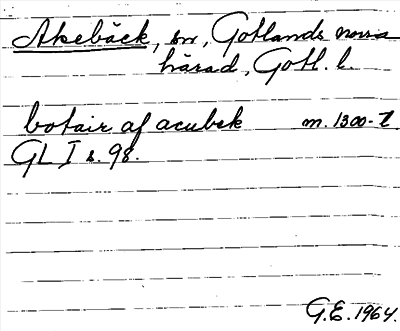 Akebäck, sn, Gotlands norra
härad, Gotl. l.
botair af acubek m. 1300-t
GL I s. 98.
G.E. 1964.